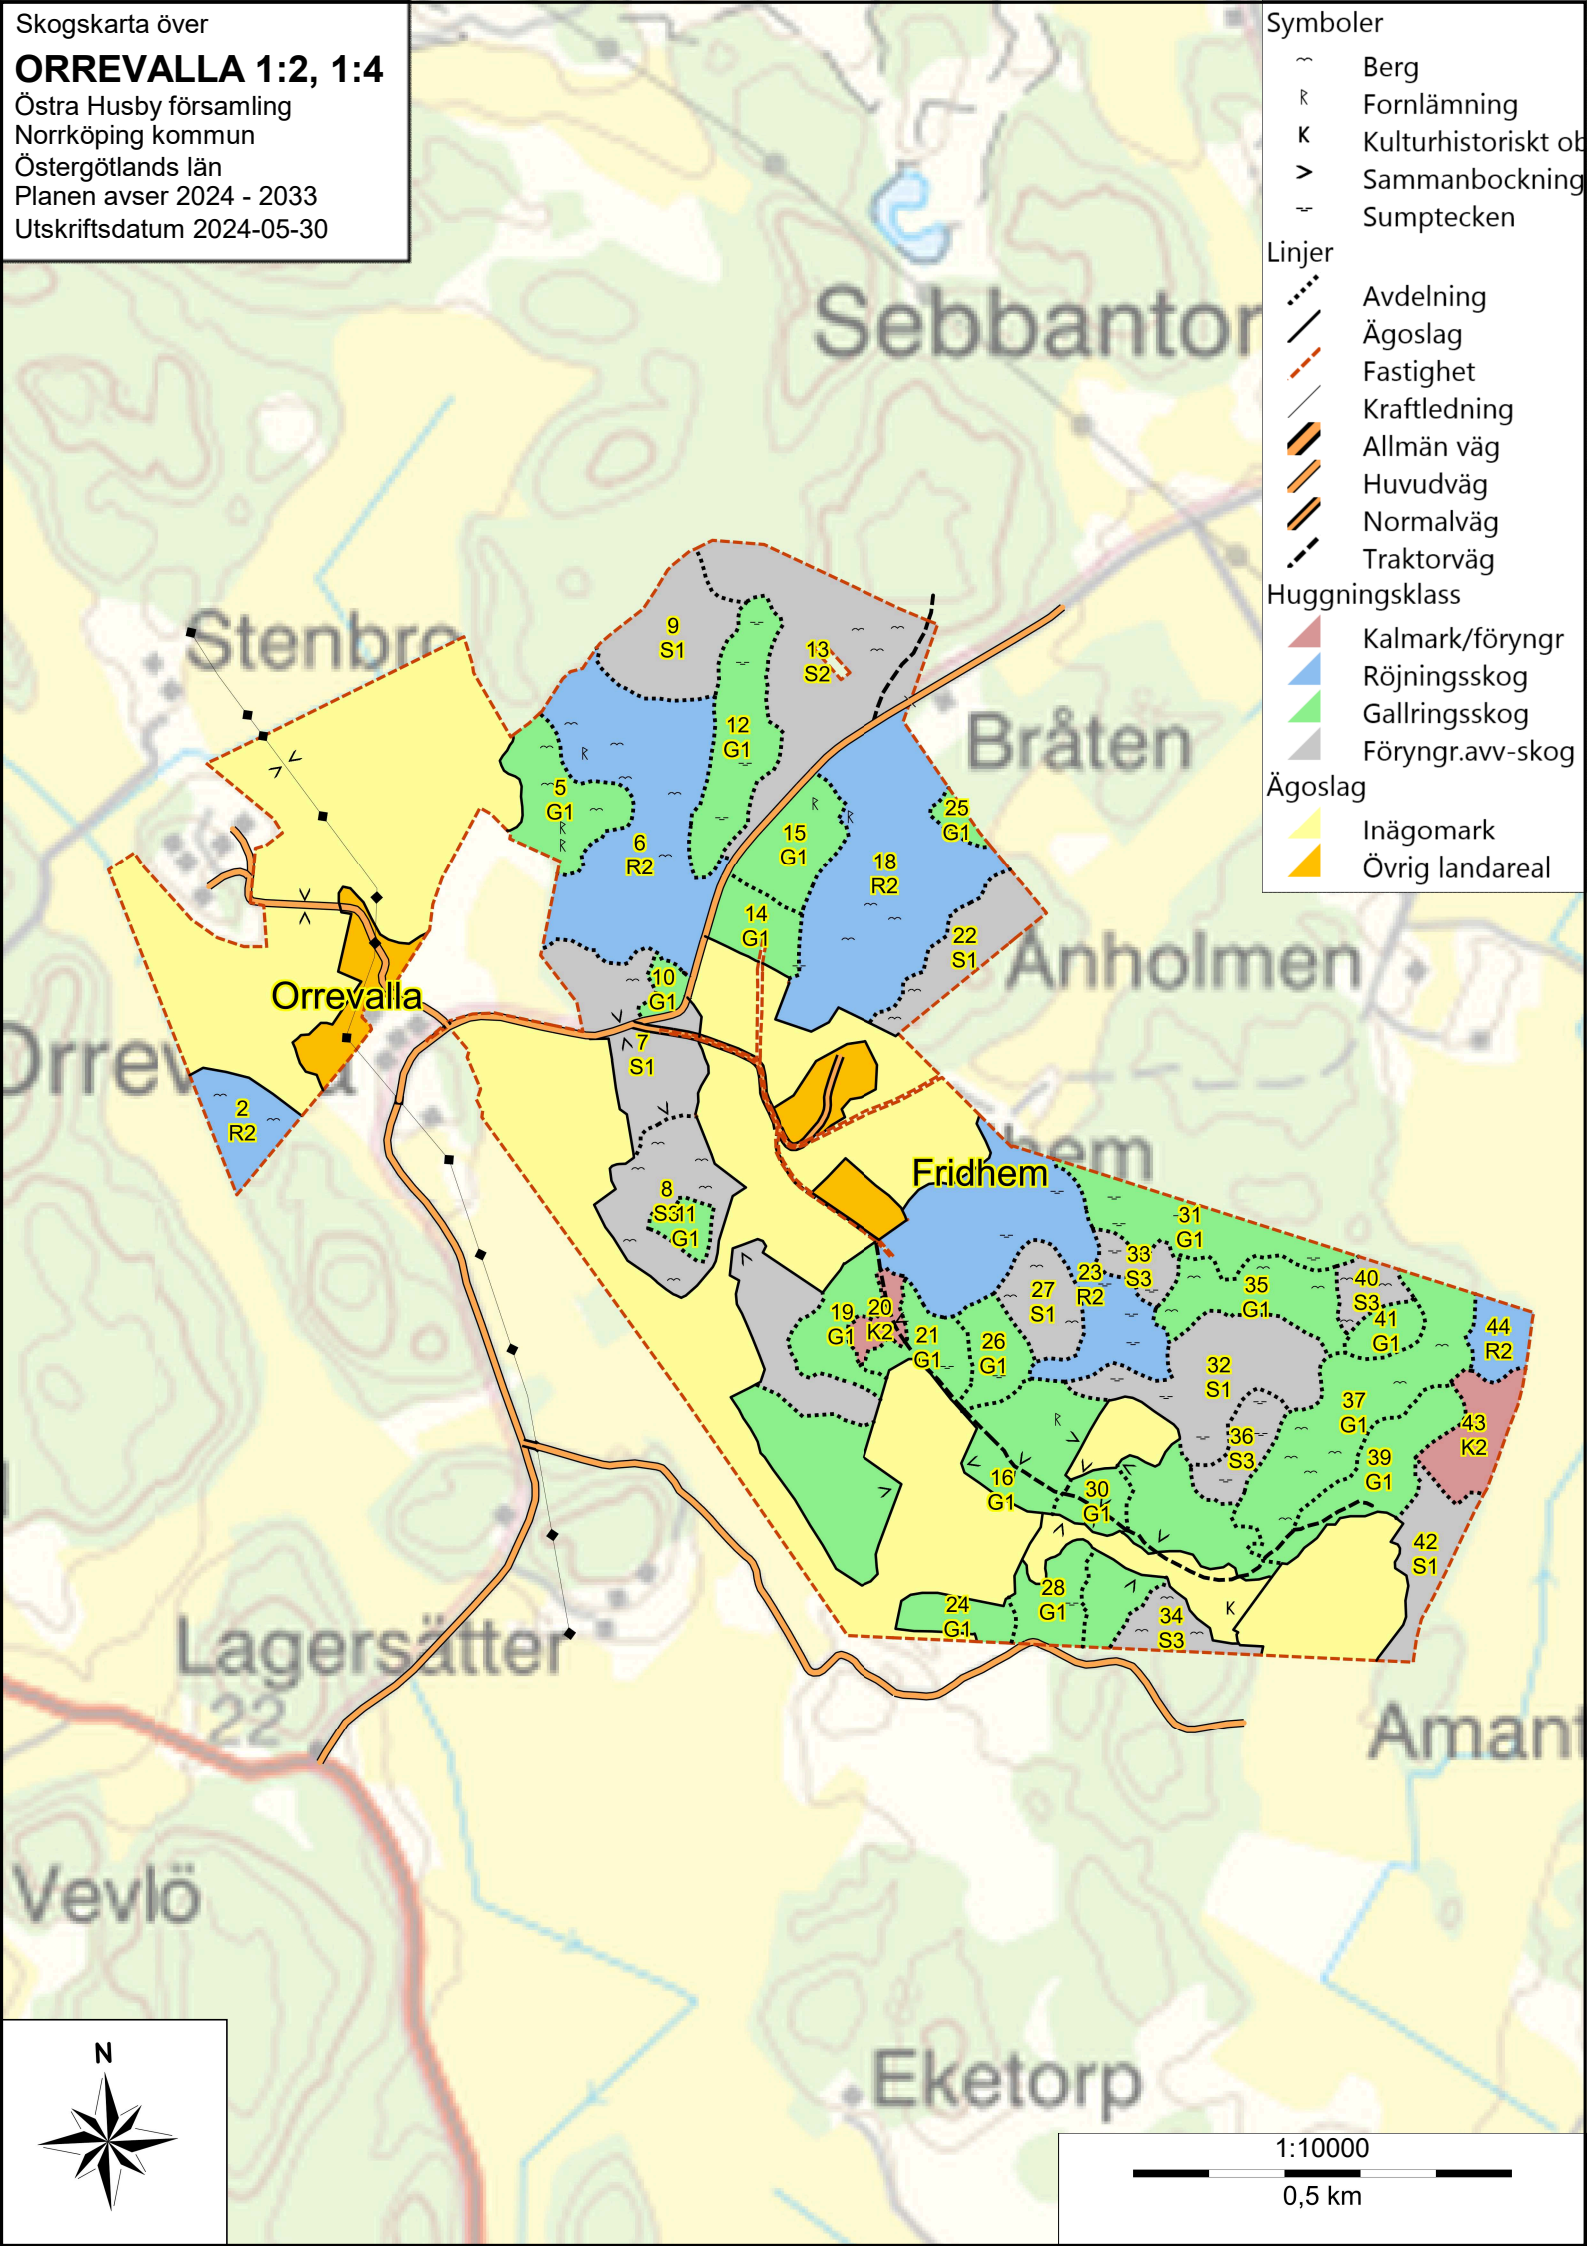 Skogskarta över
ORREVALLA 1:2, 1:4
Östra Husby församling
Norrköping kommun
Östergötlands län
Planen avser 2024 - 2033
Utskriftsdatum 2024-05-30
Symboler
Berg
R Fornlämning
K Kulturhistoriskt ob
Sammanbockning
Sumptecken
Linjer
Avdelning
Ägoslag
Fastighet
Kraftledning
Allmän väg
Huvudväg
Normalväg
Traktorväg
Huggningsklass
Kalmark/föryngr
Röjningsskog
Gallringsskog
Föryngr.avv-skog
Ägoslag
Inägomark
Övrig landareal
Sebbantor
Stenbro
Bråten
Anholmen
Orrevalla
Fridhem
Lagersätter
22
Vevlö
Eketorp
Amant
9
S1
13
S2
12
G1
5
G1
6
R2
15
G1
18
R2
25
G1
14
G1
22
S1
10
G1
7
S1
2
R2
8
S3
11
G1
31
G1
33
S3
23
R2
27
S1
35
G1
40
S3
41
G1
44
R2
19
G1
20
K2
21
G1
26
G1
32
S1
37
G1
43
K2
36
S3
39
G1
16
G1
30
G1
42
S1
28
G1
24
G1
34
S3
K
N
1:10000
0,5 km